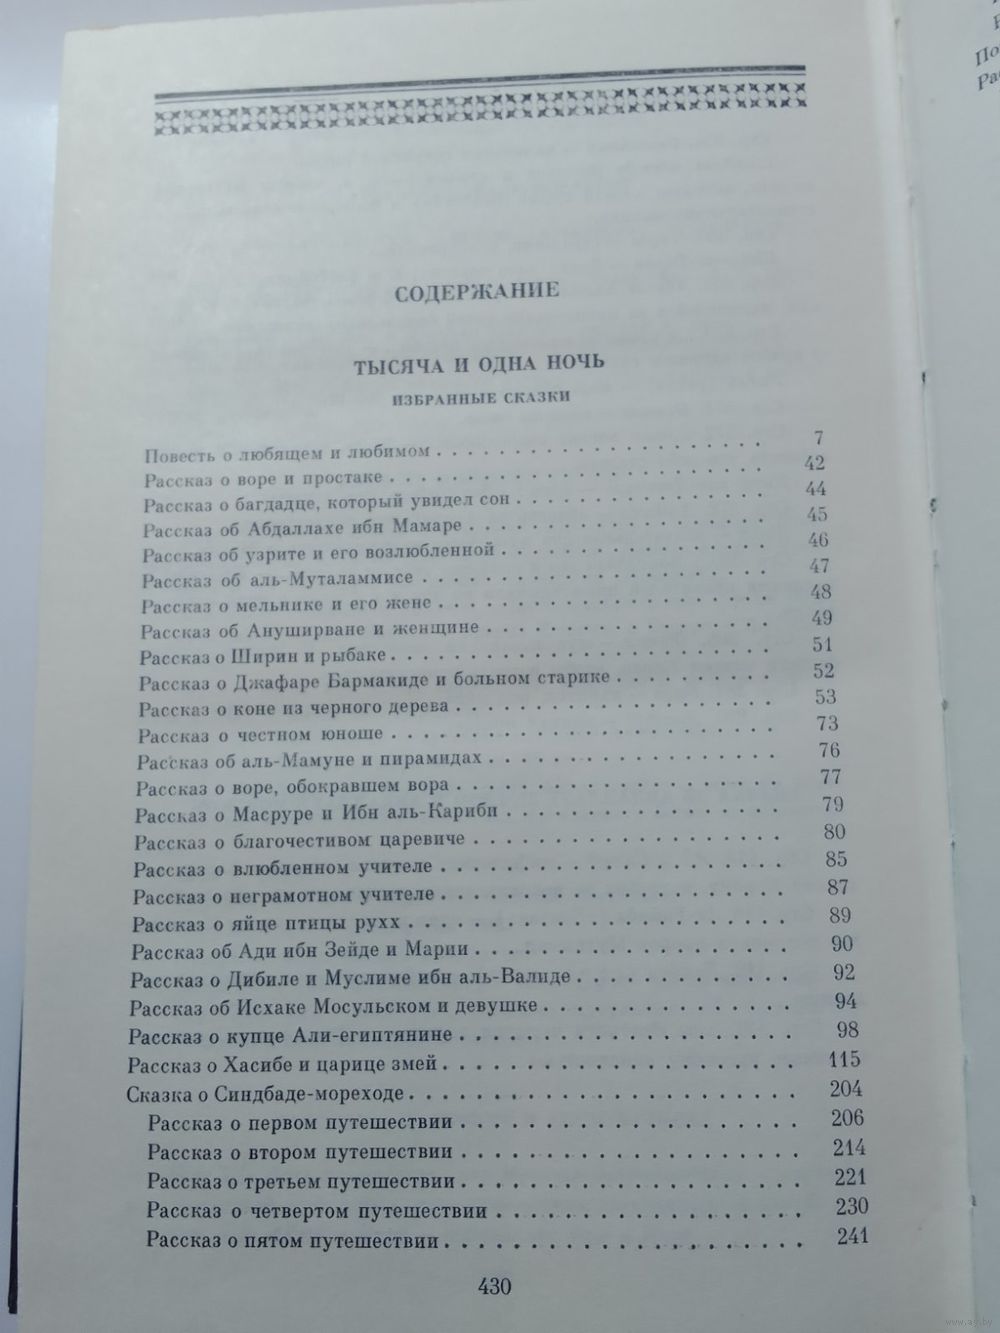 СОДЕРЖАНИЕ
ТЫСЯЧА И ОДНА НОЧЬ
ИЗБРАННЫЕ СКАЗКИ
Повесть о любящем и любимом . . . . . . . . . . . . . . . . . . 7
Рассказ о воре и простаке . . . . . . . . . . . . . . . . . . . . 42
Рассказ о багдадце, который увидел сон . . . . . . . . . . . . . 44
Рассказ об Абдаллахе ибн Мамаре . . . . . . . . . . . . . . . . 45
Рассказ об узрите и его возлюбленной . . . . . . . . . . . . . . 46
Рассказ об аль-Муталаммисе . . . . . . . . . . . . . . . . . . . 47
Рассказ о мельнике и его жене . . . . . . . . . . . . . . . . . . 48
Рассказ об Ануширване и женщине . . . . . . . . . . . . . . . 49
Рассказ о Ширин и рыбаке . . . . . . . . . . . . . . . . . . . . 51
Рассказ о Джафаре Бармакиде и больном старике . . . . . . . . . 52
Рассказ о коне из черного дерева . . . . . . . . . . . . . . . . . 53
Рассказ о честном юноше . . . . . . . . . . . . . . . . . . . . . 73
Рассказ об аль-Мамуне и пирамидах . . . . . . . . . . . . . . . 76
Рассказ о воре, обокравшем вора . . . . . . . . . . . . . . . . . 77
Рассказ о Масруре и Ибн аль-Кариби . . . . . . . . . . . . . . 79
Рассказ о благочестивом царевиче . . . . . . . . . . . . . . . . 80
Рассказ о влюбленном учителе . . . . . . . . . . . . . . . . . . 85
Рассказ о неграмотном учителе . . . . . . . . . . . . . . . . . . 87
Рассказ о яйце птицы рухх . . . . . . . . . . . . . . . . . . . . 89
Рассказ об Ади ибн Зейде и Марии . . . . . . . . . . . . . . . . 90
Рассказ о Дибиле и Муслиме ибн аль-Валиде . . . . . . . . . . . 92
Рассказ об Исхаке Мосульском и девушке . . . . . . . . . . . . . 94
Рассказ о купце Али-египтянине . . . . . . . . . . . . . . . . . 98
Рассказ о Хасибе и царице змей . . . . . . . . . . . . . . . . . . 115
Сказка о Синдбаде-мореходе . . . . . . . . . . . . . . . . . . . . 204
Рассказ о первом путешествии . . . . . . . . . . . . . . . . . . 206
Рассказ о втором путешествии . . . . . . . . . . . . . . . . . . 214
Рассказ о третьем путешествии . . . . . . . . . . . . . . . . . . 221
Рассказ о четвертом путешествии . . . . . . . . . . . . . . . . 230
Рассказ о пятом путешествии . . . . . . . . . . . . . . . . . . . 241
430